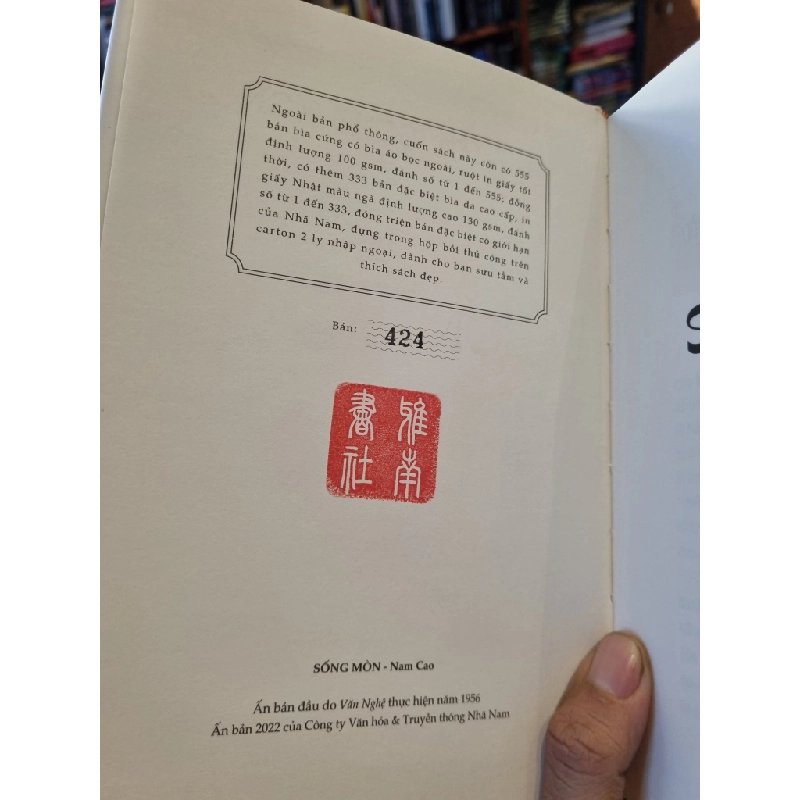 Ngoài bản phổ thông, cuốn sách này còn có 555
bản bìa cứng có bìa áo bọc ngoài, ruột in giấy tốt
định lượng 100 gsm, đánh số từ 1 đến 555; đồng
thời, có thêm 333 bản đặc biệt bìa da cao cấp, in
giấy Nhật màu ngà định lượng cao 130 gsm, đánh
số từ 1 đến 333, đóng triện bản đặc biệt có giới hạn
của Nhã Nam, đựng trong hộp bồi thủ công trên
carton 2 ly nhập ngoại, dành cho bạn sưu tầm và
thích sách đẹp.
Bản: 424
雅南
書社
SỐNG MÒN - Nam Cao
Ấn bản đầu do Văn Nghệ thực hiện năm 1956
Ấn bản 2022 của Công ty Văn hóa & Truyền thông Nhã Nam
S